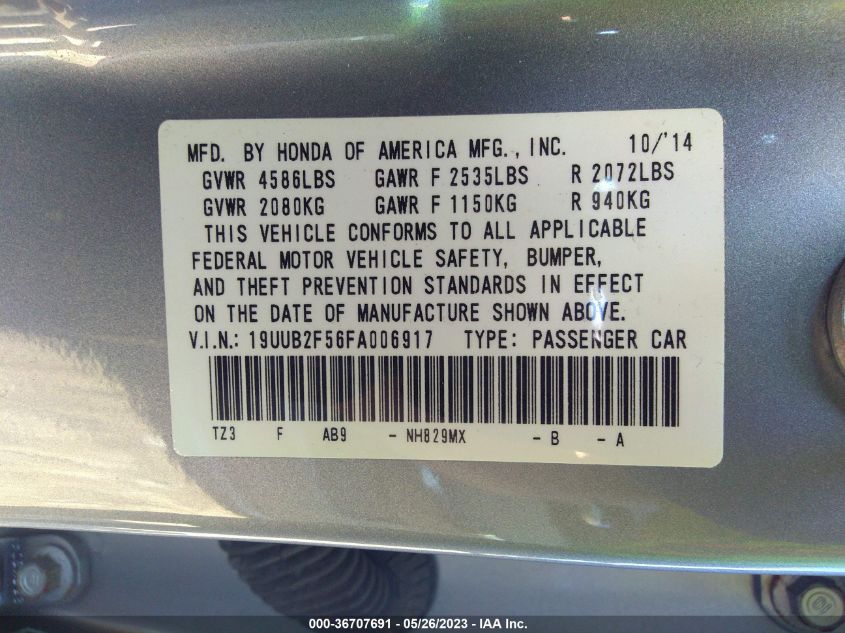 MFD. BY HONDA OF AMERICA MFG., INC. 10/'14
GVWR 4586LBS GAWR F 2535LBS R 2072LBS
GVWR 2080KG GAWR F 1150KG R 940KG
THIS VEHICLE CONFORMS TO ALL APPLICABLE
FEDERAL MOTOR VEHICLE SAFETY, BUMPER,
AND THEFT PREVENTION STANDARDS IN EFFECT
ON THE DATE OF MANUFACTURE SHOWN ABOVE.
V.I.N.: 19UUB2F56FA006917 TYPE: PASSENGER CAR
TZ3 F AB9 - NH829MX - B - A
000-36707691 - 05/26/2023 - IAA Inc.